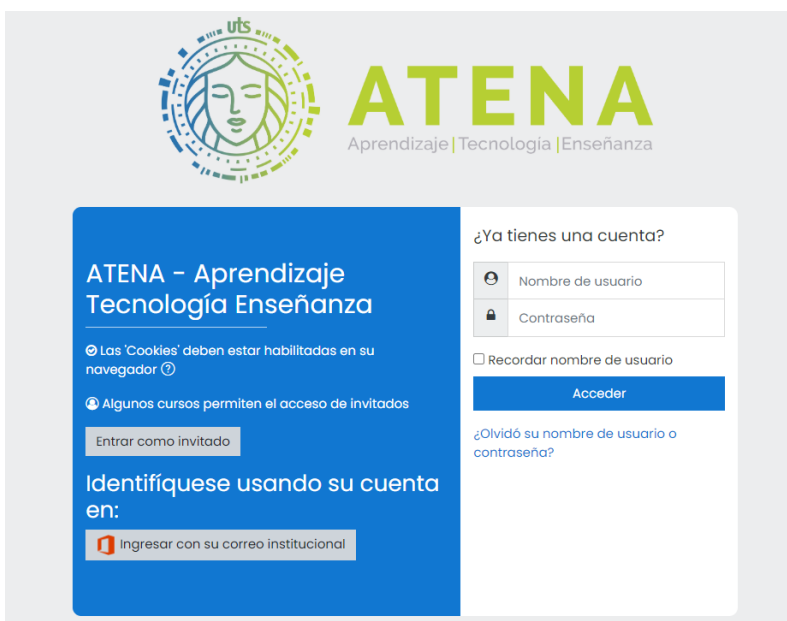 uts
ATENA
Aprendizaje|Tecnología|Enseñanza
ATENA - Aprendizaje
Tecnología Enseñanza
Las 'Cookies' deben estar habilitadas en su
navegador
Algunos cursos permiten el acceso de invitados
Entrar como invitado
Identifíquese usando su cuenta
en:
Ingresar con su correo institucional
¿Ya tienes una cuenta?
Nombre de usuario
Contraseña
Recordar nombre de usuario
Acceder
¿Olvidó su nombre de usuario o
contraseña?